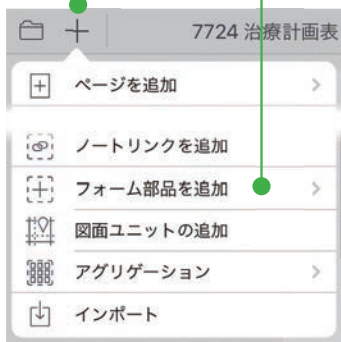 7724 治療計画表
ページを追加
ノートリンクを追加
フォーム部品を追加
図面ユニットの追加
アグリゲーション
インポート